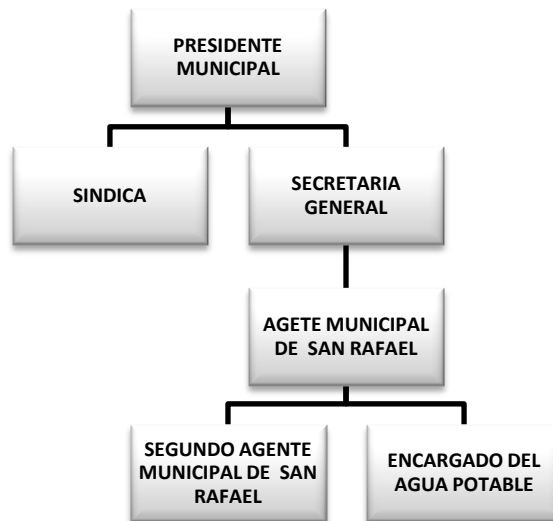 PRESIDENTE
MUNICIPAL
SINDICA
SECRETARIA
GENERAL
AGETE MUNICIPAL
DE SAN RAFAEL
SEGUNDO AGENTE
MUNICIPAL DE SAN
RAFAEL
ENCARGADO DEL
AGUA POTABLE